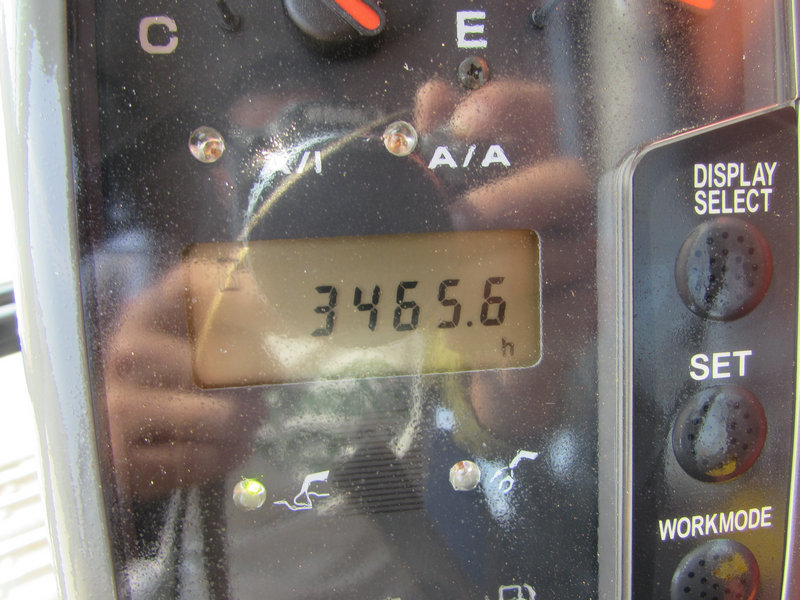 C
E
A/I
A/A
DISPLAY
SELECT
3465.6
h
SET
WORKMODE